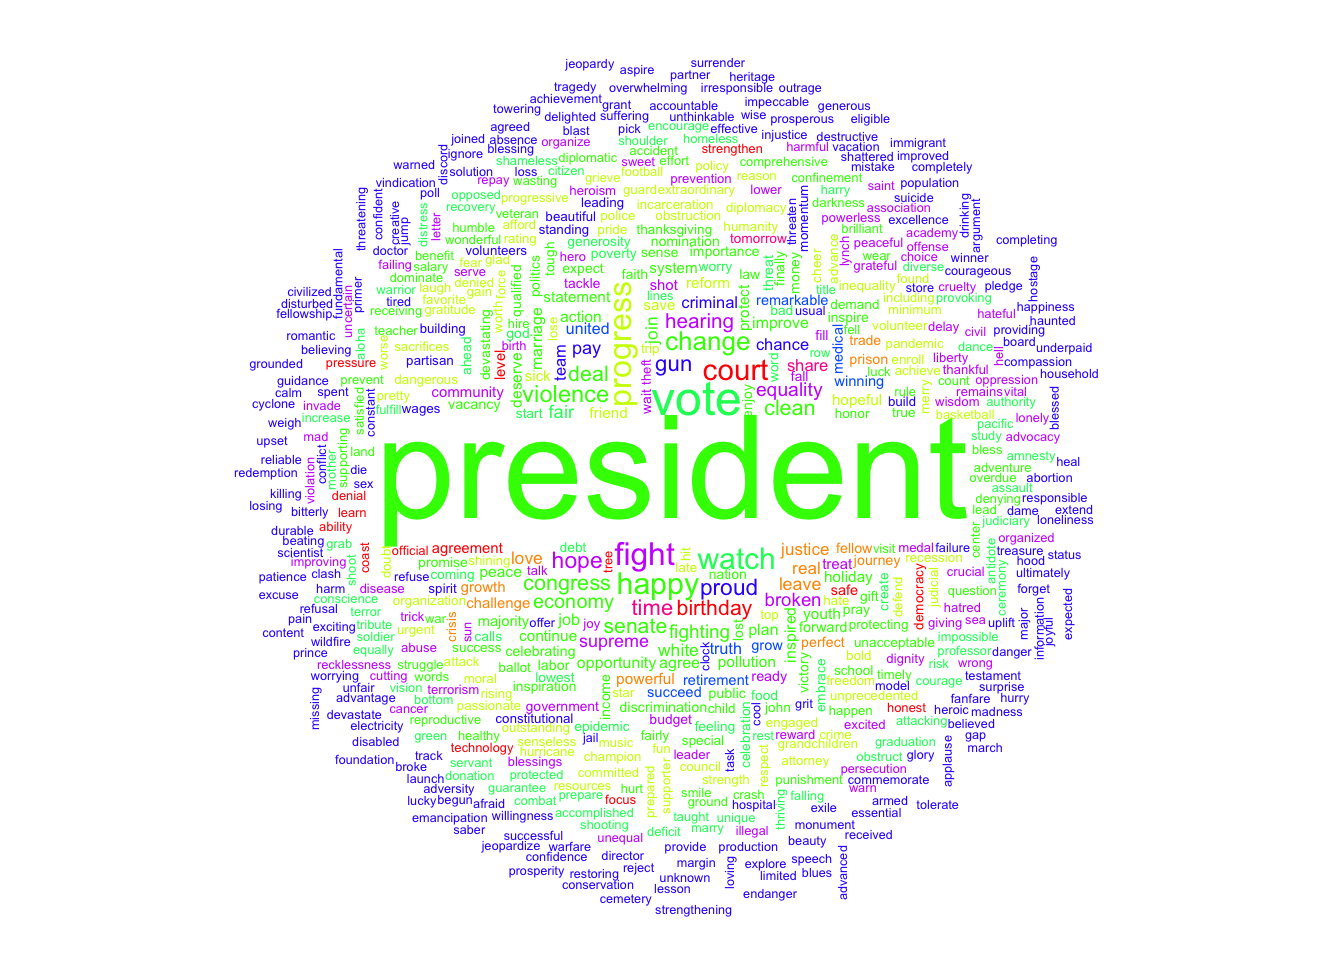 jeopardy surrender
aspire partner
heritage
tragedy overwhelming irresponsible outrage
achievement grant accountable impeccable generous
towering delighted suffering unthinkable wise prosperous eligible
agreed blast pick encourage effective injustice destructive
joined absence organize shoulder homeless immigrant
ignore blessing accident strengthen harmful vacation shattered improved
discord shameless diplomatic sweet effort policy comprehensive mistake completely
warned solution loss citizen grieve football prevention reason confinement saint population
vindication repay wasting heroism guard extraordinary lower harry suicide
poll opposed progressive leading incarceration diplomacy darkness association
threatening confident creative jump distress letter recovery veteran beautiful police obstruction threaten momentum powerless excellence drinking argument
humble afford standing pride thanksgiving humanity brilliant academy completing
wonderful rating generosity nomination tomorrow lynch peaceful offense
doctor benefit volunteers tough poverty sense importance finally cheer advance wear choice winner
failing salary fear glad hero faith system worry law threat money grateful diverse courageous
fundamental dominate serve politics expect shot reform inequality found store cruelty pledge hostage
civilized uncertain primer warrior laugh denied force qualified tackle lines title including provoking happiness
disturbed tired favorite gain worth statement save criminal protect remarkable demand minimum hateful haunted
fellowship receiving gratitude hire action progress join hearing bad usual inspire volunteer delay civil providing
romantic aloha teacher building god lose united change improve fill fell trade pandemic dance hell board underpaid
believing worse sacrifices devastating birth marriage team pay trip chance row medical prison enroll liberty compassion
grounded pressure partisan ahead level deserve sick deal gun court word share luck achieve thankful household
guidance prevent dangerous violence fall winning rule merry count oppression
calm spent satisfied pretty community wait theft vote enjoy equality hopeful build wisdom remains vital
cyclone invade constant fulfill wages vacancy start fair friend clean honor true basketball authority lonely blessed
weigh increase pacific
upset mad land study advocacy
reliable conflict mother supporting president bless amnesty heal
redemption die adventure overdue abortion
killing violation sex assault
losing denial denying responsible
bitterly learn lead dame extend
durable ability judiciary loneliness
beating grab coast doubt official agreement debt tree hit center organized
scientist shoot promise shining love hope fight late watch justice fellow visit medal failure treasure status
improving refuse coming peace talk nation real treat journey recession antidote hood
patience clash disease spirit growth congress happy proud leave safe holiday create defend democracy judicial crucial ultimately
excuse harm organization challenge economy broken hate gift question ceremony forget
refusal conscience trick war time birthday top youth pray hatred
pain terror urgent crisis sun majority offer job joy senate fighting lost plan inspired forward protecting giving sea uplift major information joyful expected
content exciting tribute calls continue supreme white clock truth grow perfect unacceptable impossible
wildfire soldier abuse success celebrating professor danger
prince equally attack ballot labor opportunity agree pollution victory bold dignity risk wrong
recklessness struggle moral lowest powerful retirement ready embrace school timely testament
worrying cutting words terrorism rising inspiration income star succeed public food freedom model courage surprise
missing unfair vision passionate government discrimination child cool john grit unprecedented fanfare hurry
advantage cancer bottom constitutional budget happen honest heroic madness
devastate reproductive outstanding epidemic feeling celebration engaged excited attacking believed
electricity green healthy senseless jail music fairly special rest reward crime graduation gap
disabled technology hurricane champion fun leader task respect grandchildren obstruct glory applause march
foundation track servant blessings council attorney persecution
broke donation protected committed prepared supporter strength punishment commemorate
launch guarantee resources hurt smile crash thriving falling warn
adversity prepare focus ground hospital armed tolerate
lucky begun afraid combat accomplished taught unique exile essential
emancipation willingness shooting deficit marry illegal monument received
saber successful unequal beauty
jeopardize warfare provide production
confidence director margin loving explore speech advanced
prosperity restoring reject unknown limited blues
conservation lesson endanger
cemetery
strengthening